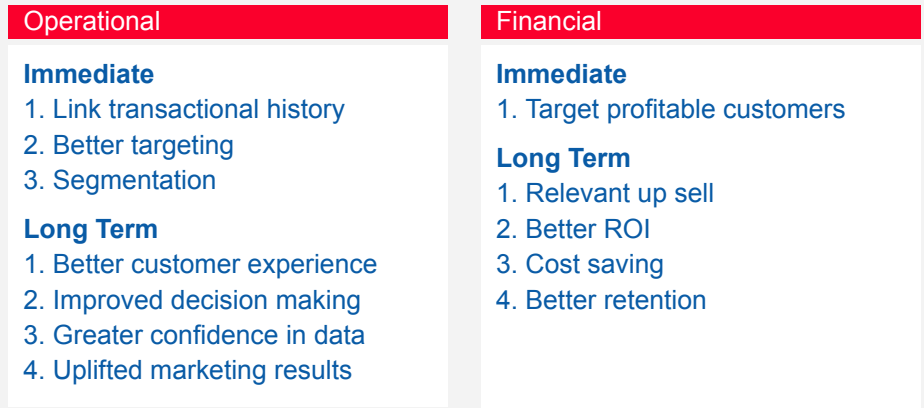 Operational
Immediate
1. Link transactional history
2. Better targeting
3. Segmentation
Long Term
1. Better customer experience
2. Improved decision making
3. Greater confidence in data
4. Uplifted marketing results
Financial
Immediate
1. Target profitable customers
Long Term
1. Relevant up sell
2. Better ROI
3. Cost saving
4. Better retention